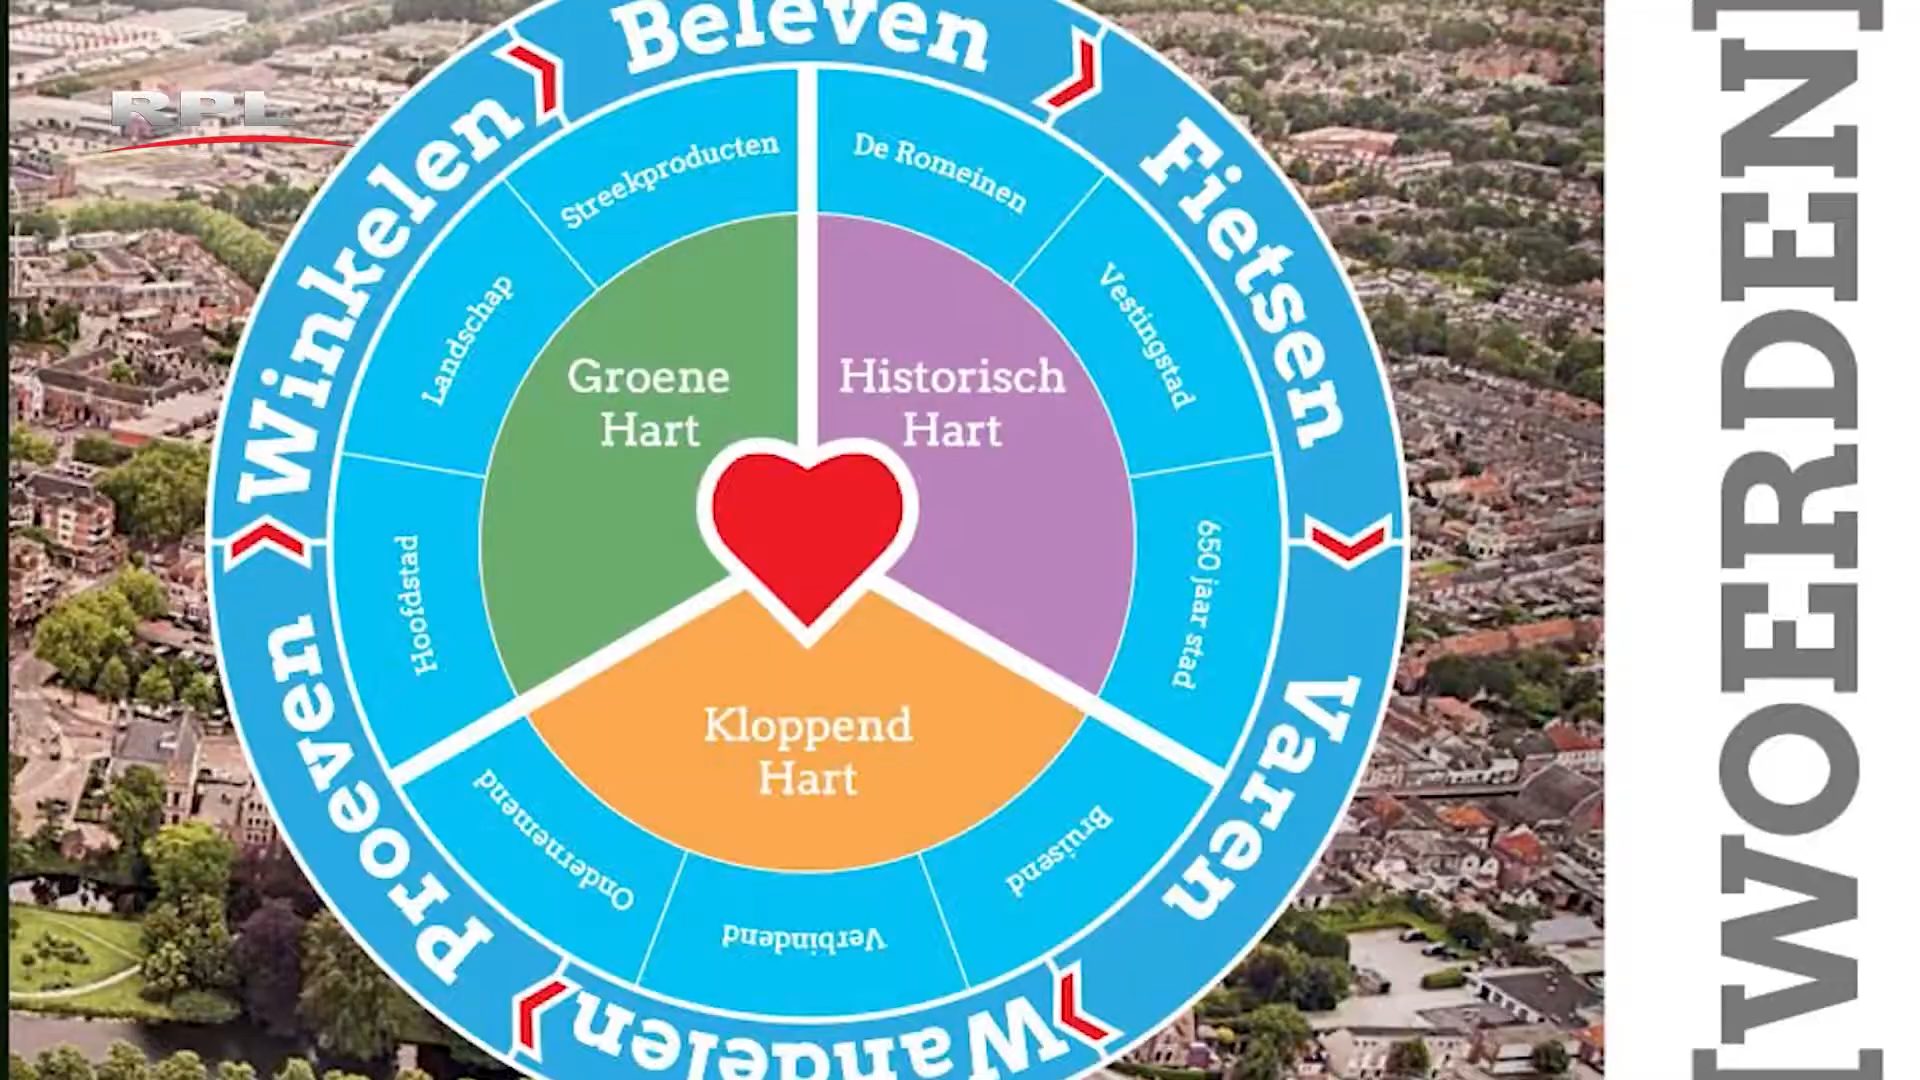 RPL
Beleven
Fietsen
Varen
Wandelen
Proeven
Winkelen
Streekproducten
De Romeinen
Vestingstad
650 jaar stad
Bruisend
Verbindend
Ondernemend
Hoofdstad
Landschap
Groene
Hart
Historisch
Hart
Kloppend
Hart
[WOERDEN]